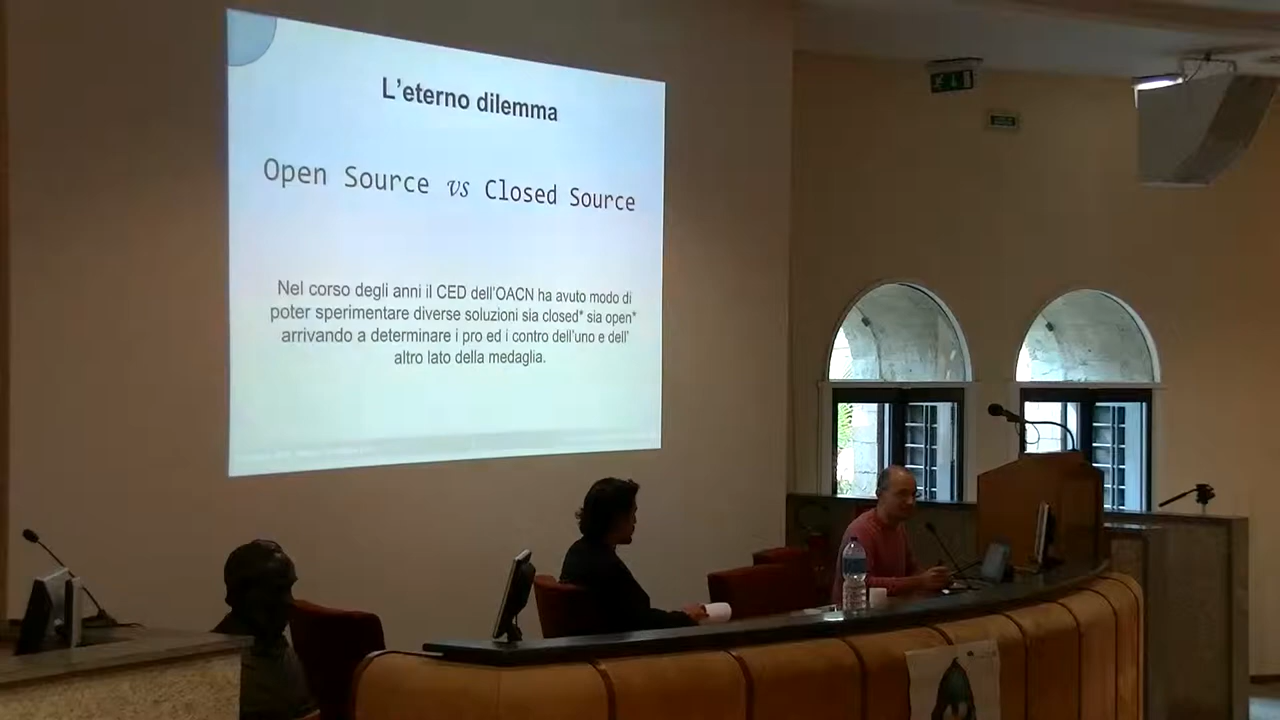 L'eterno dilemma
Open Source vs Closed Source
Nel corso degli anni il CED dell'OACN ha avuto modo di
poter sperimentare diverse soluzioni sia closed* sia open*
arrivando a determinare i pro ed i contro dell'uno e dell'
altro lato della medaglia.